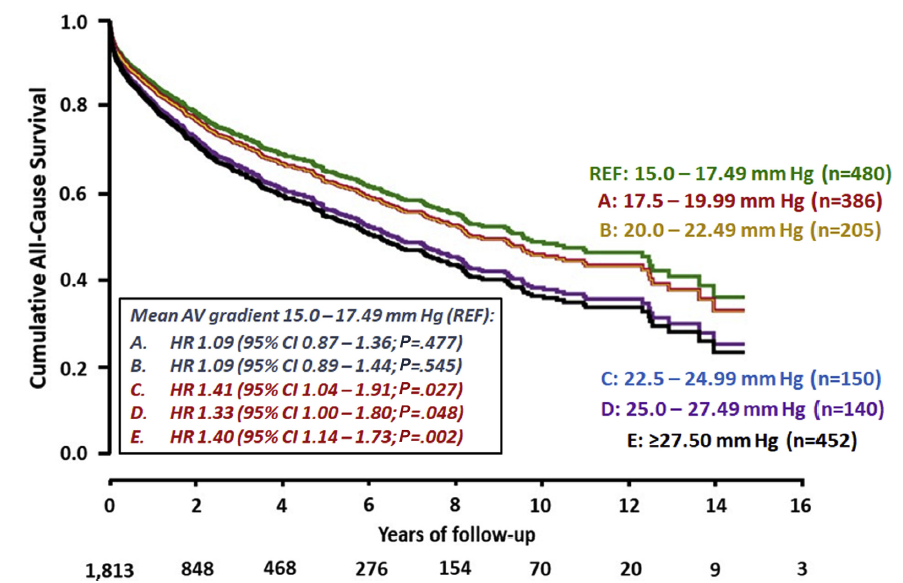 1.0
0.8
0.6
0.4
0.2
0.0
Cumulative All-Cause Survival
REF: 15.0 – 17.49 mm Hg (n=480)
A: 17.5 – 19.99 mm Hg (n=386)
B: 20.0 – 22.49 mm Hg (n=205)
Mean AV gradient 15.0 – 17.49 mm Hg (REF):
A. HR 1.09 (95% CI 0.87 – 1.36; P=.477)
B. HR 1.09 (95% CI 0.89 – 1.44; P=.545)
C. HR 1.41 (95% CI 1.04 – 1.91; P=.027)
D. HR 1.33 (95% CI 1.00 – 1.80; P=.048)
E. HR 1.40 (95% CI 1.14 – 1.73; P=.002)
C: 22.5 – 24.99 mm Hg (n=150)
D: 25.0 – 27.49 mm Hg (n=140)
E: ≥27.50 mm Hg (n=452)
0 2 4 6 8 10 12 14 16
Years of follow-up
1,813 848 468 276 154 70 20 9 3